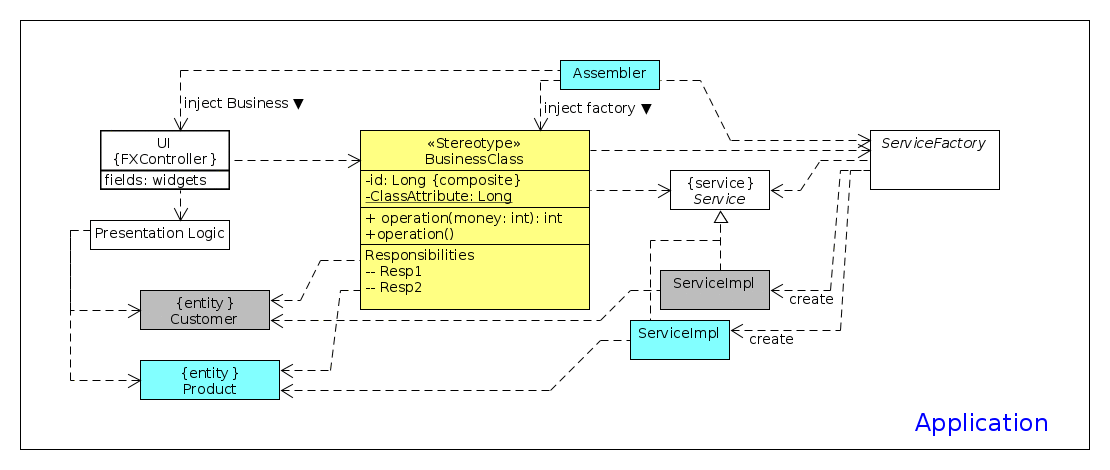 Assembler
inject Business ▼
inject factory ▼
UI
{FXController}
fields: widgets
«Stereotype»
BusinessClass
-id: Long {composite}
-ClassAttribute: Long
+ operation(money: int): int
+operation()
Responsibilities
-- Resp1
-- Resp2
ServiceFactory
{service}
Service
Presentation Logic
ServiceImpl
create
{entity}
Customer
ServiceImpl
create
{entity}
Product
Application